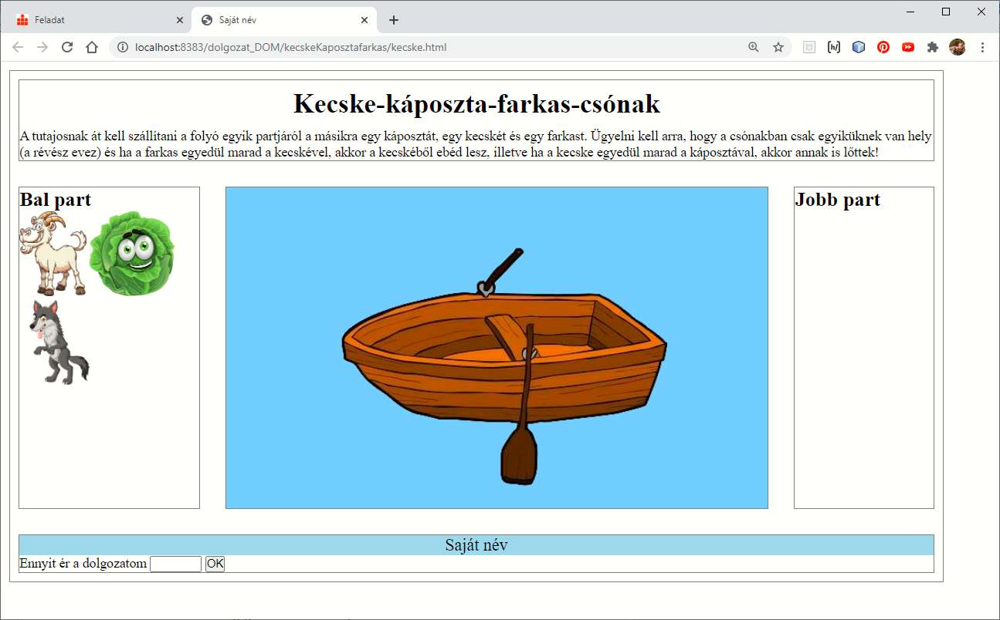 Feladat
Saját név
localhost:8383/dolgozat_DOM/kecskeKaposztafarkas/kecske.html
Kecske-káposzta-farkas-csónak
A tutajosnak át kell szállítani a folyó egyik partjáról a másikra egy káposztát, egy kecskét és egy farkast. Ügyelni kell arra, hogy a csónakban csak egyiküknek van hely
(a révész evez) és ha a farkas egyedül marad a kecskével, akkor a kecskéből ebéd lesz, illetve ha a kecske egyedül marad a káposztával, akkor annak is lőttek!
Bal part
Jobb part
Saját név
Ennyit ér a dolgozatom
OK